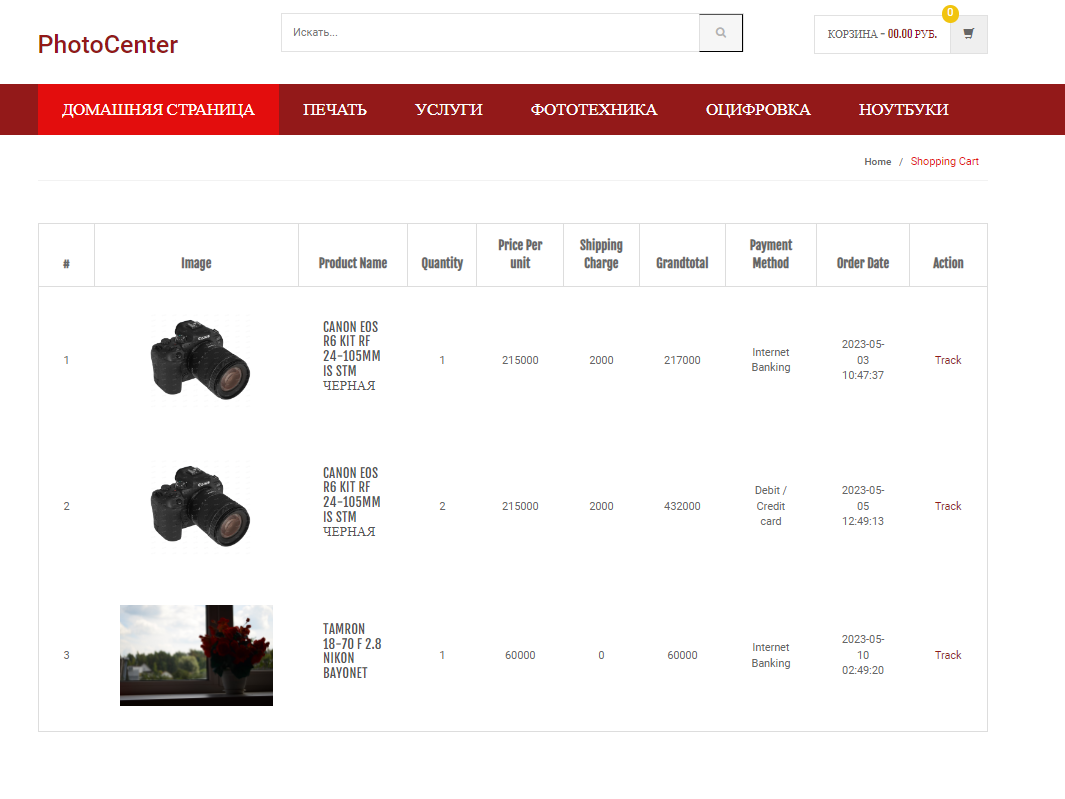 0
PhotoCenter
Искать...
КОРЗИНА - 00.00 РУБ.
ДОМАШНЯЯ СТРАНИЦА ПЕЧАТЬ УСЛУГИ ФОТОТЕХНИКА ОЦИФРОВКА НОУТБУКИ
Home / Shopping Cart
# Image Product Name Quantity Price Per
unit Shipping
Charge Grandtotal Payment
Method Order Date Action
1
CANON EOS
R6 KIT RF
24-105MM
IS STM
ЧЕРНАЯ
1
215000
2000
217000
Internet
Banking
2023-05-
03
10:47:37
Track
2
CANON EOS
R6 KIT RF
24-105MM
IS STM
ЧЕРНАЯ
2
215000
2000
432000
Debit /
Credit
card
2023-05-
05
12:49:13
Track
3
TAMRON
18-70 F 2.8
NIKON
BAYONET
1
60000
0
60000
Internet
Banking
2023-05-
10
02:49:20
Track